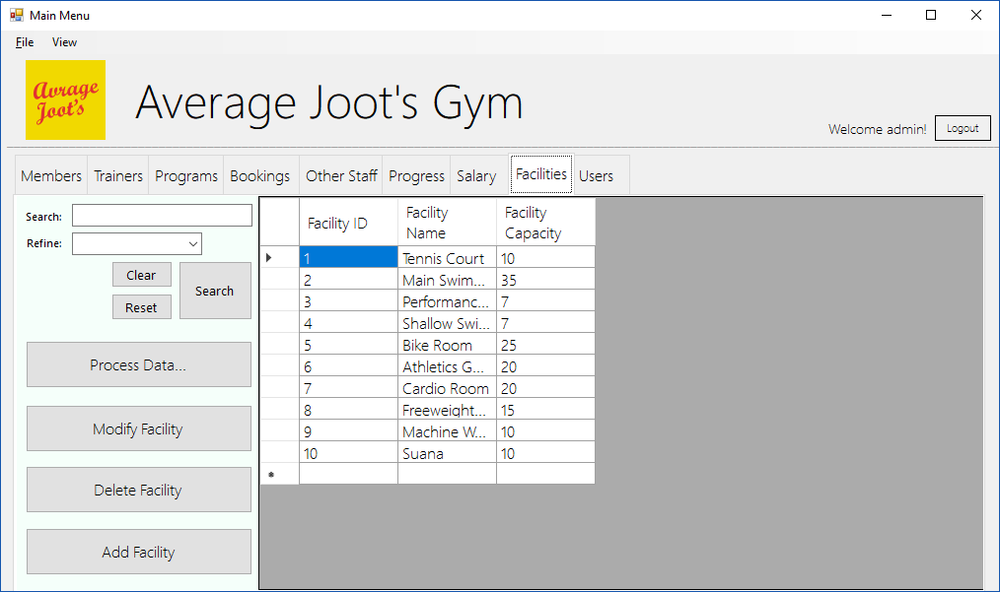 Main Menu
File View
Avrage
Joot's
Average Joot's Gym
Welcome admin! Logout
Members Trainers Programs Bookings Other Staff Progress Salary Facilities Users
Search:
Refine:
Clear
Reset
Search
Process Data...
Modify Facility
Delete Facility
Add Facility
Facility ID Facility Name Facility Capacity
1 Tennis Court 10
2 Main Swim... 35
3 Performanc... 7
4 Shallow Swi... 7
5 Bike Room 25
6 Athletics G... 20
7 Cardio Room 20
8 Freeweight... 15
9 Machine W... 10
10 Suana 10